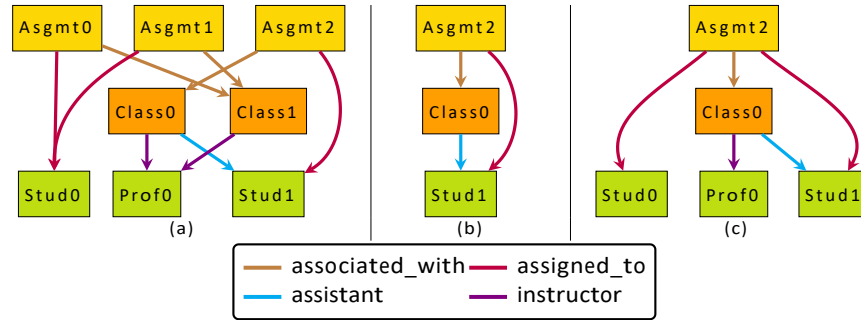 Asgmt0 Asgmt1 Asgmt2 Asgmt2 Asgmt2
Class0 Class1 Class0 Class0
Stud0 Prof0 Stud1 Stud1 Stud0 Prof0 Stud1
(a) (b) (c)
associated_with assigned_to
assistant instructor